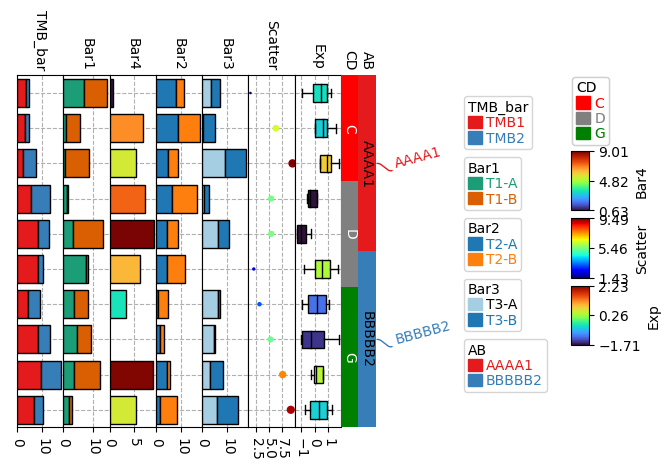 TMB_bar Bar1 Bar4 Bar2 Bar3 Scatter Exp CD AB
C D G
AAAA1 BBBBB2
AAAA1
BBBBB2
0 10 0 10 0 5 0 10 0 10 2.5 5.0 7.5 −1 0 1
TMB_bar
TMB1
TMB2
Bar1
T1-A
T1-B
Bar2
T2-A
T2-B
Bar3
T3-A
T3-B
AB
AAAA1
BBBBB2
CD
C
D
G
9.01
4.82
0.63
Bar4
9.49
5.46
1.43
Scatter
2.23
0.26
−1.71
Exp